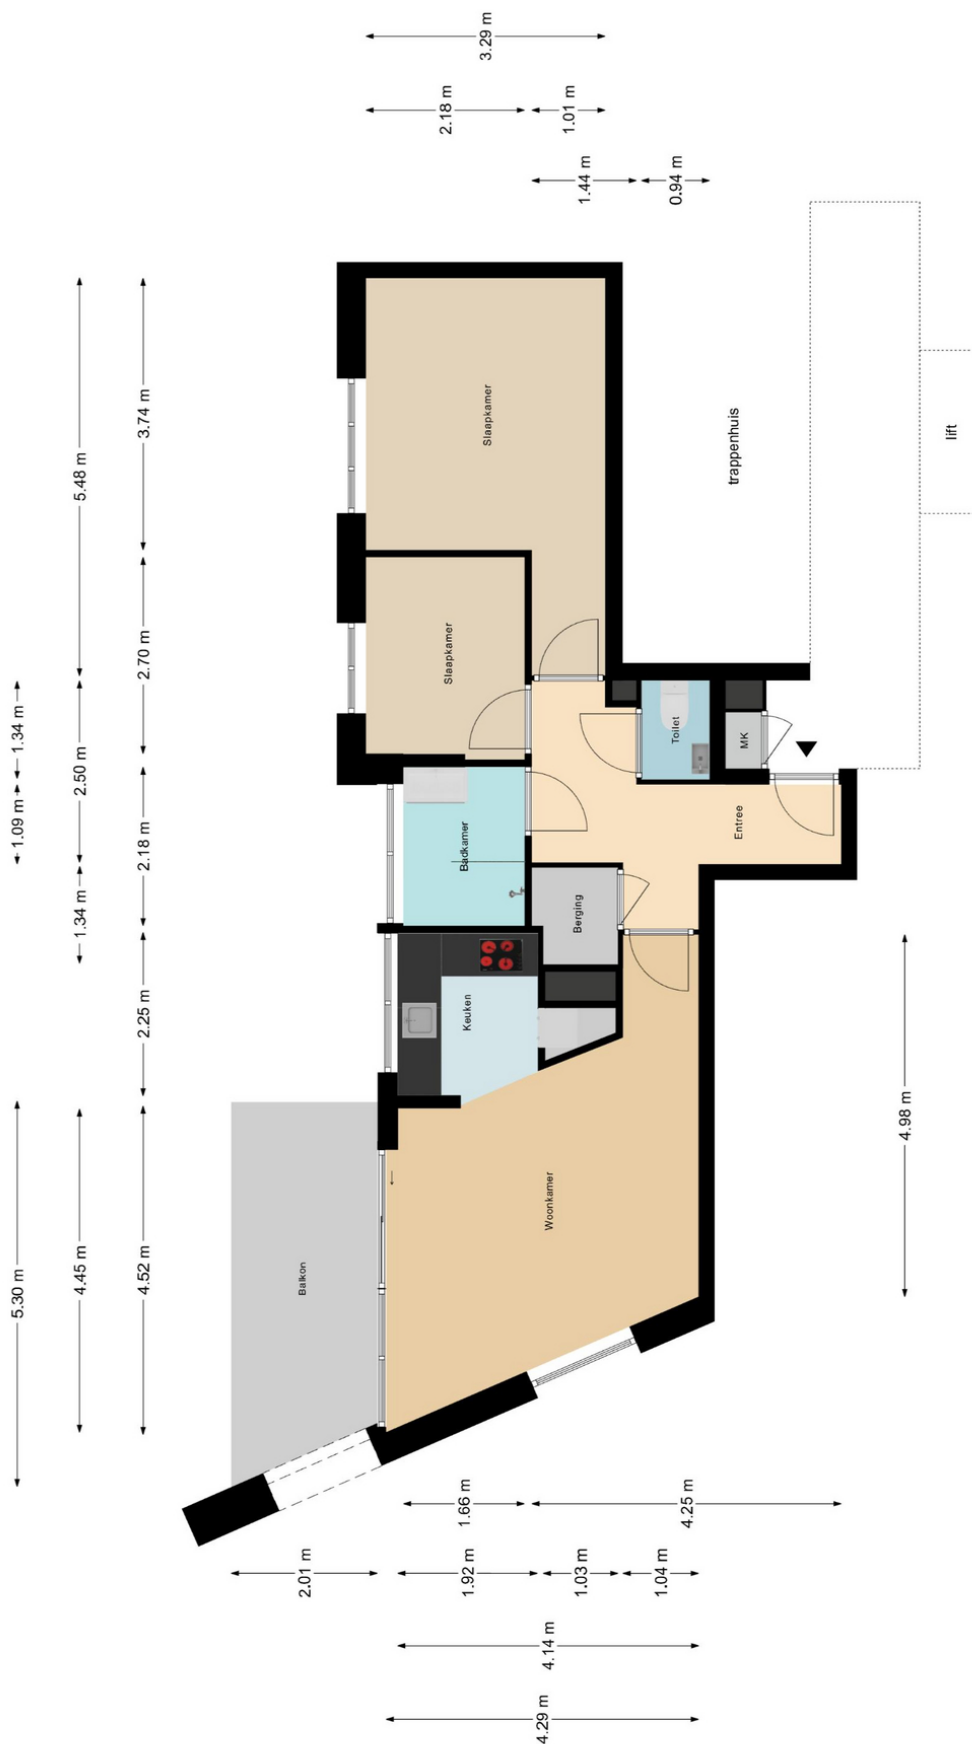 3.29 m
2.18 m
1.01 m
1.44 m
0.94 m
5.48 m
3.74 m
2.70 m
1.34 m
2.50 m
1.09 m
2.18 m
1.34 m
2.25 m
5.30 m
4.45 m
4.52 m
4.98 m
Slaapkamer
trappenhuis
lift
Slaapkamer
Toilet
MK
Entree
Badkamer
Berging
Keuken
Woonkamer
Balkon
1.66 m
4.25 m
2.01 m
1.92 m
1.03 m
1.04 m
4.14 m
4.29 m